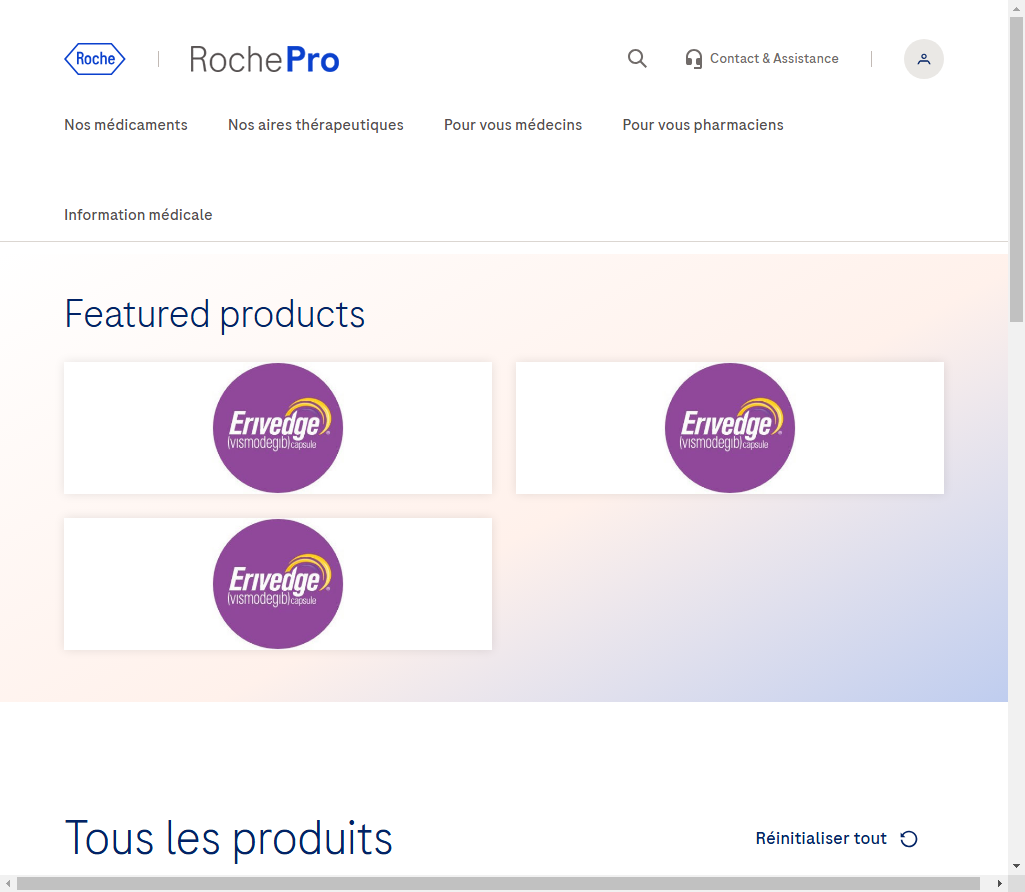 Roche
RochePro
Contact & Assistance
Nos médicaments
Nos aires thérapeutiques
Pour vous médecins
Pour vous pharmaciens
Information médicale
Featured products
Erivedge
(vismodegib) capsule
Erivedge
(vismodegib) capsule
Erivedge
(vismodegib) capsule
Tous les produits
Réinitialiser tout